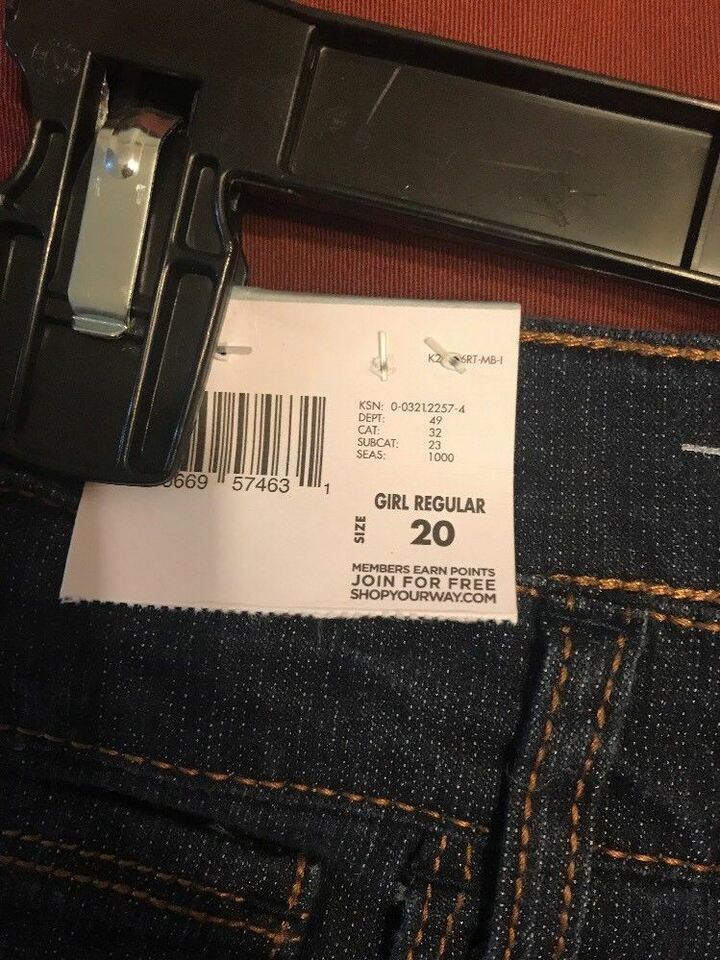 KSN: 0-03212257-4
DEPT: 49
CAT: 32
SUBCAT: 23
SEAS: 1000
669 57463 1
GIRL REGULAR
SIZE 20
MEMBERS EARN POINTS
JOIN FOR FREE
SHOPYOURWAY.COM